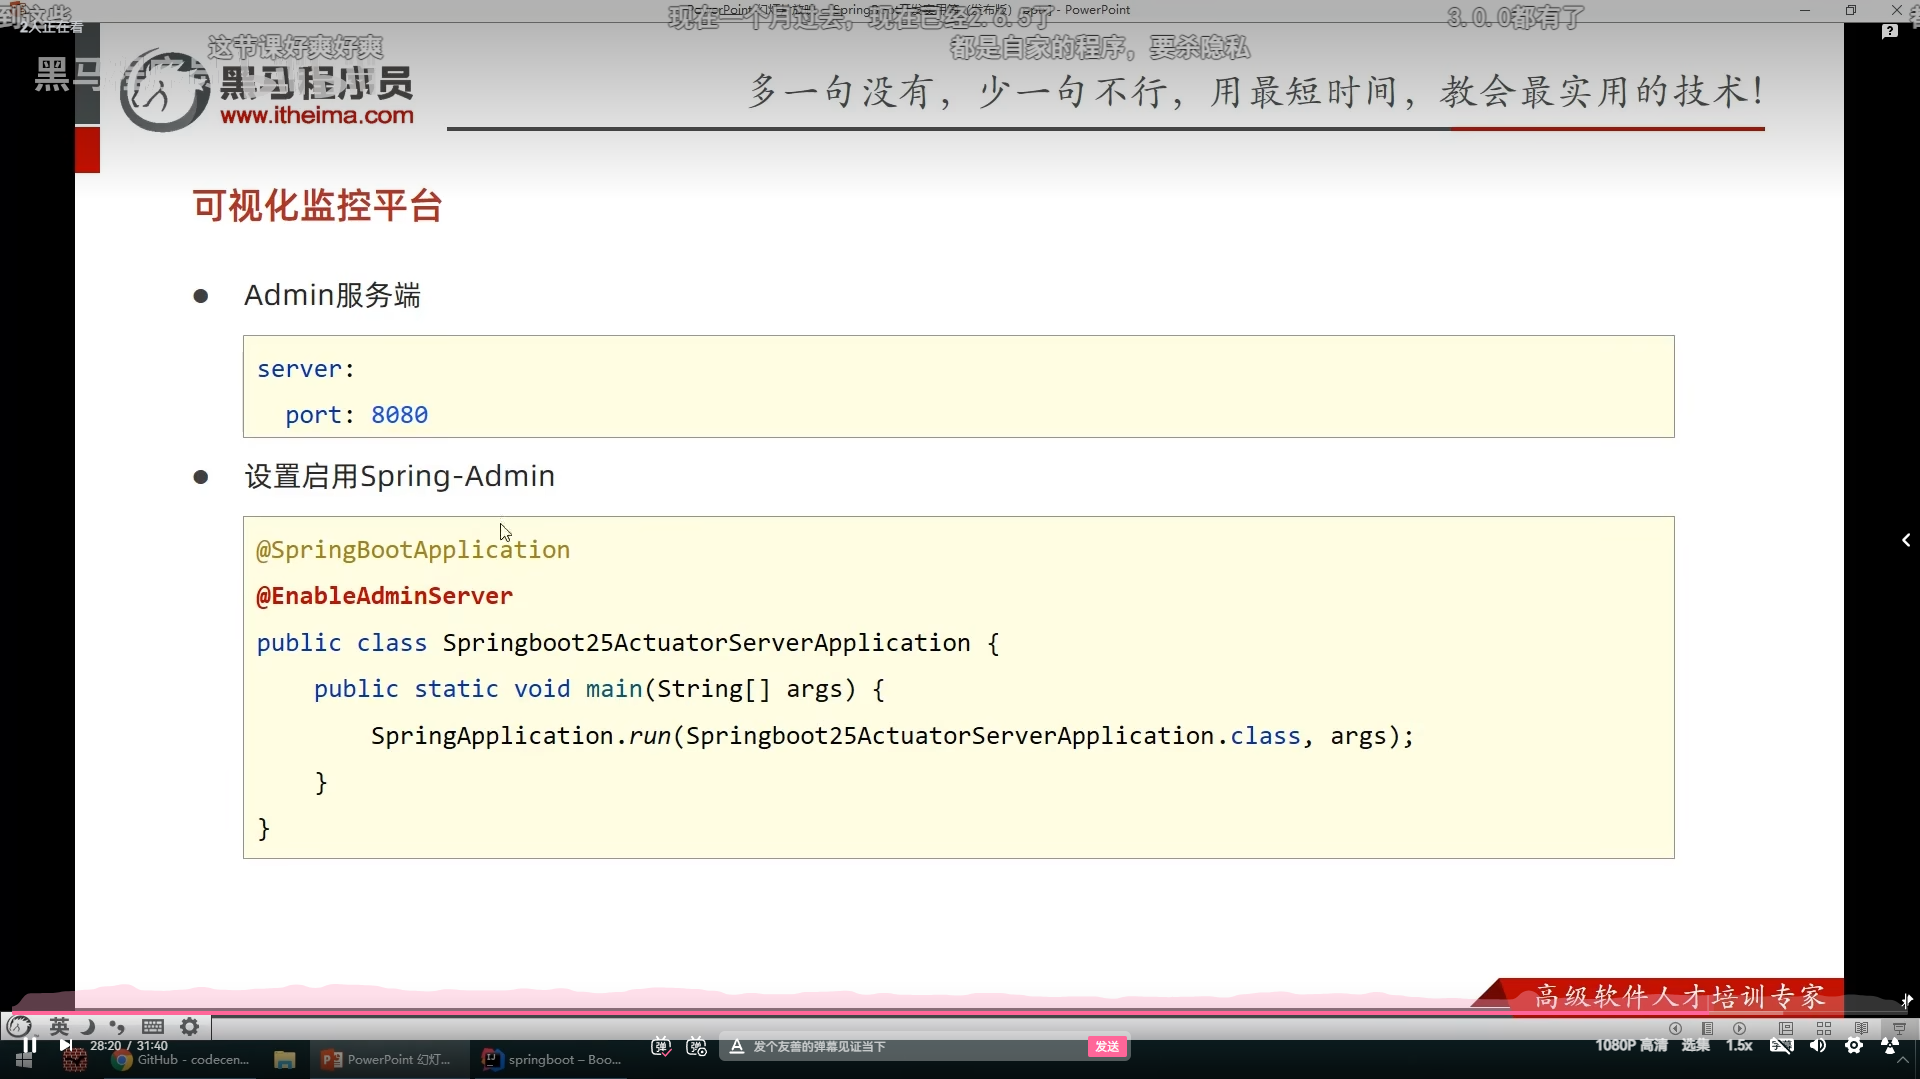 - PowerPoint
现在一个月过去，现在已经2.6.5了
3.0.0都有了
2人正在看
这节课好爽好爽
都是自家的程序，要杀隐私
黑马程序员
www.itheima.com
多一句没有，少一句不行，用最短时间，教会最实用的技术！
可视化监控平台
● Admin服务端
server:
  port: 8080
● 设置启用Spring-Admin
@SpringBootApplication
@EnableAdminServer
public class Springboot25ActuatorServerApplication {
    public static void main(String[] args) {
        SpringApplication.run(Springboot25ActuatorServerApplication.class, args);
    }
}
高级软件人才培训专家
英
28:20 / 31:40
发个友善的弹幕见证当下
发送
1080P 高清
选集
1.5x
GitHub - codecen...
PowerPoint 幻灯...
springboot – Boo...